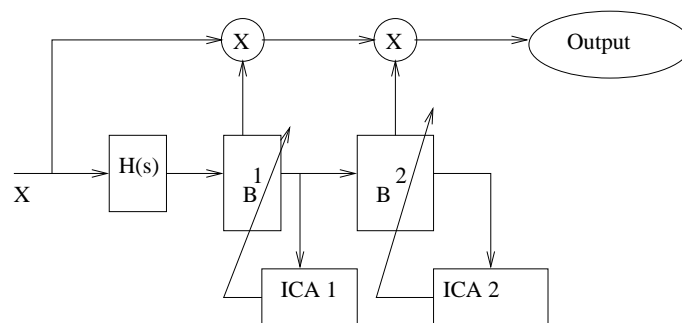 X
X
Output
H(s)
X
B 1
B 2
ICA 1
ICA 2